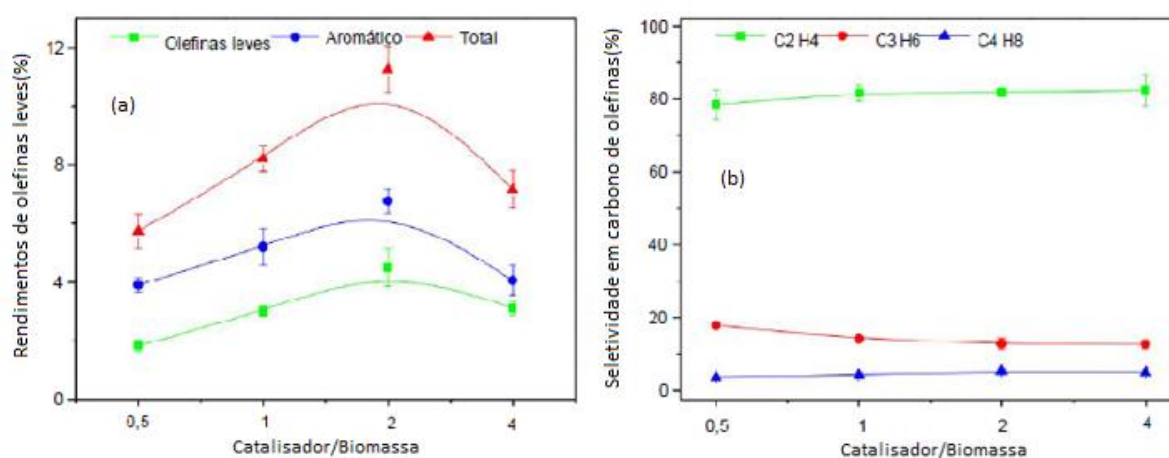 Rendimentos de olefinas leves(%)
12
8
4
0
Olefinas leves
Aromático
Total
(a)
0,5
1
2
4
Catalisador/Biomassa
Seletividade em carbono de olefinas(%)
100
80
60
40
20
0
C2 H4
C3 H6
C4 H8
(b)
0,5
1
2
4
Catalisador/Biomassa